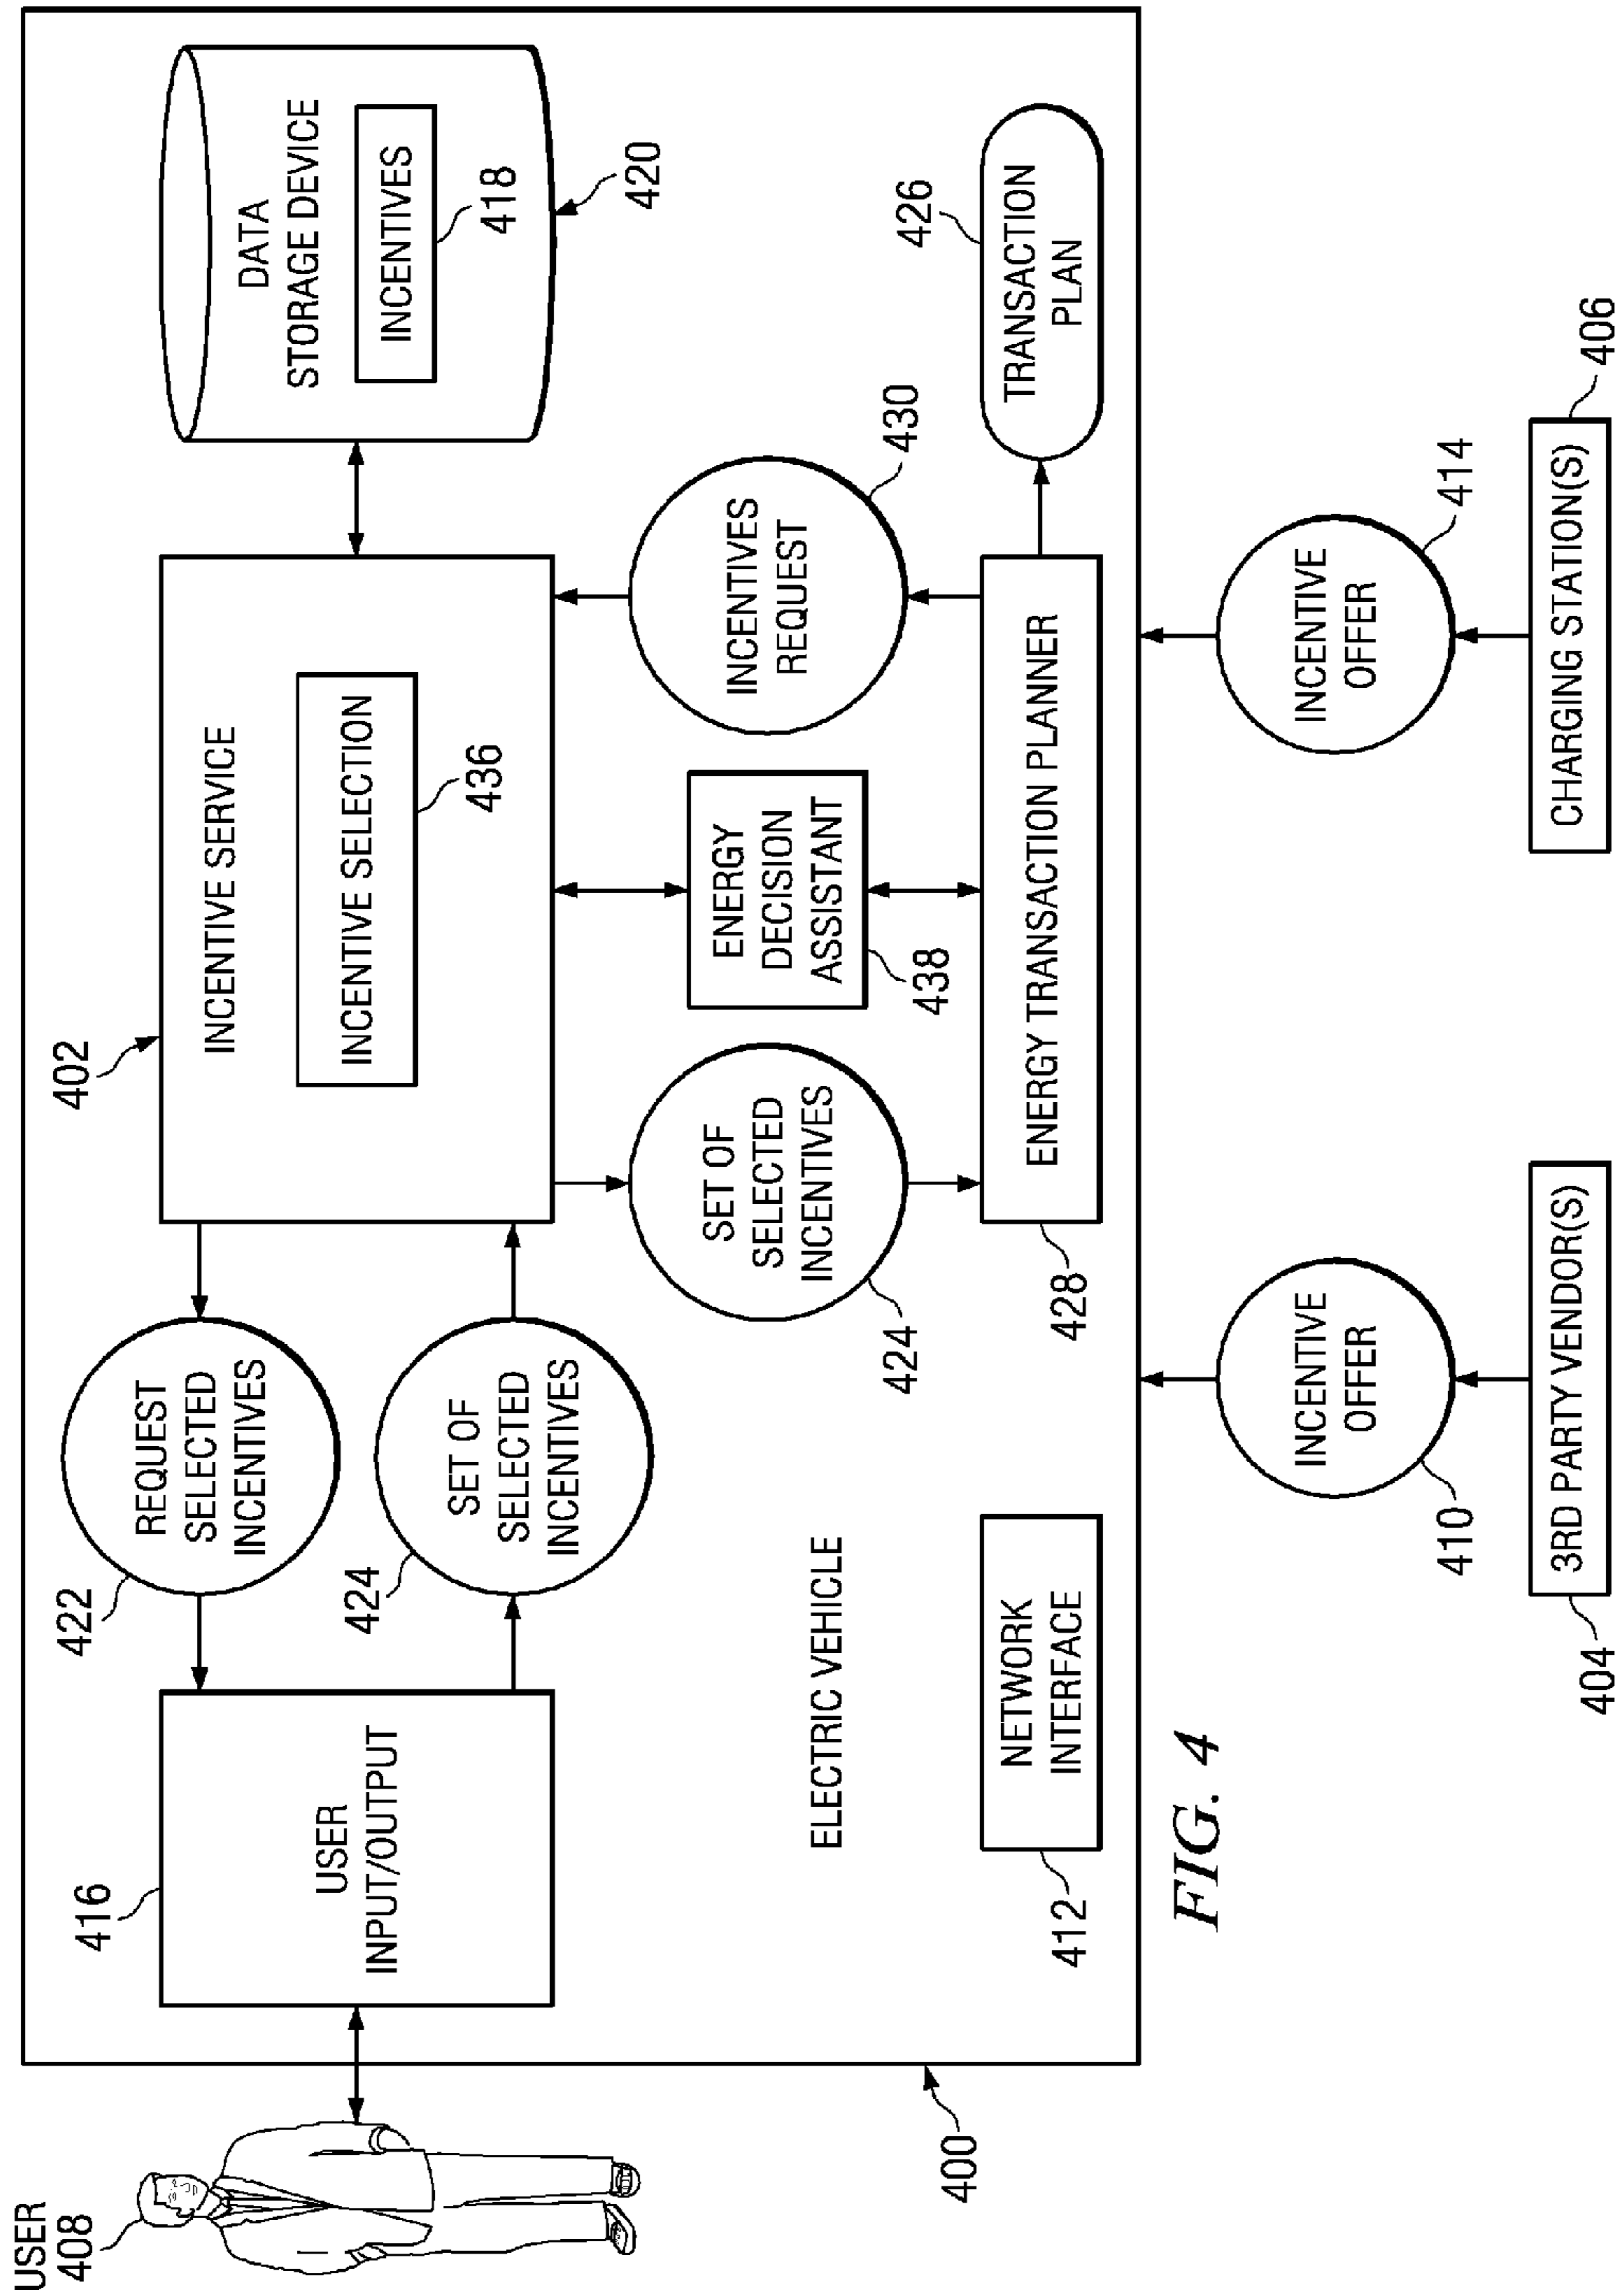 USER
408
402
422
REQUEST
SELECTED
INCENTIVES
416
USER
INPUT/OUTPUT
424
SET OF
SELECTED
INCENTIVES
INCENTIVE SERVICE
INCENTIVE SELECTION
436
DATA
STORAGE DEVICE
INCENTIVES
418
420
SET OF
SELECTED
INCENTIVES
424
ENERGY
DECISION
ASSISTANT
438
INCENTIVES
REQUEST
430
426
TRANSACTION
PLAN
ELECTRIC VEHICLE
400
NETWORK
INTERFACE
412
428
ENERGY TRANSACTION PLANNER
FIG. 4
INCENTIVE
OFFER
410
INCENTIVE
OFFER
414
404
3RD PARTY VENDOR(S)
CHARGING STATION(S)
406